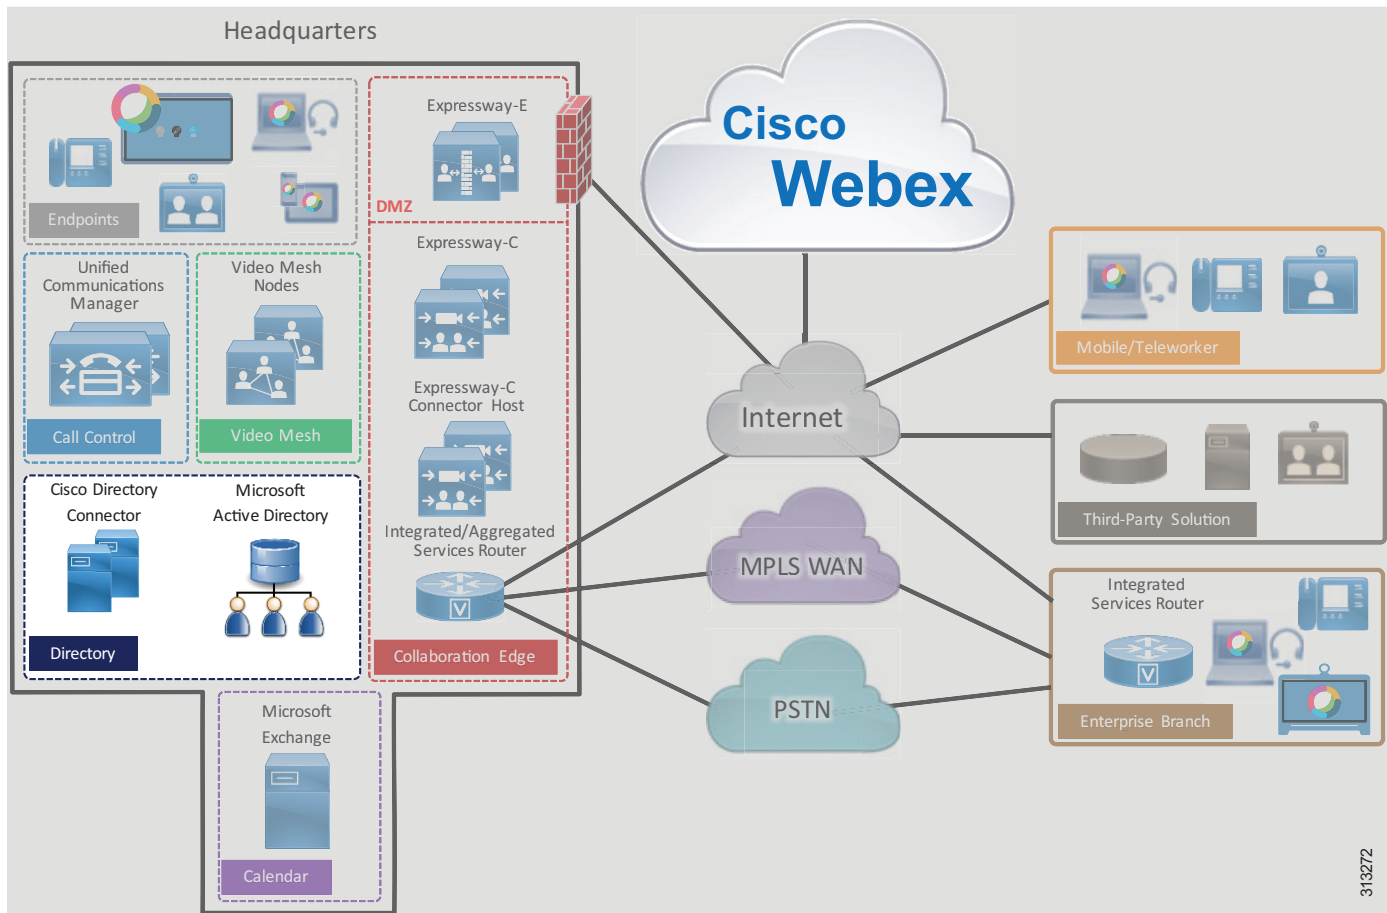 Headquarters
Expressway-E
DMZ
Endpoints
Cisco
Webex
Unified
Communications
Manager
Call Control
Video Mesh
Nodes
Video Mesh
Expressway-C
Expressway-C
Connector Host
Integrated/Aggregated
Services Router
V
Collaboration Edge
Cisco Directory
Connector
Microsoft
Active Directory
Directory
Microsoft
Exchange
Calendar
Internet
MPLS WAN
PSTN
Mobile/Teleworker
Third-Party Solution
Integrated
Services Router
V
Enterprise Branch
313272